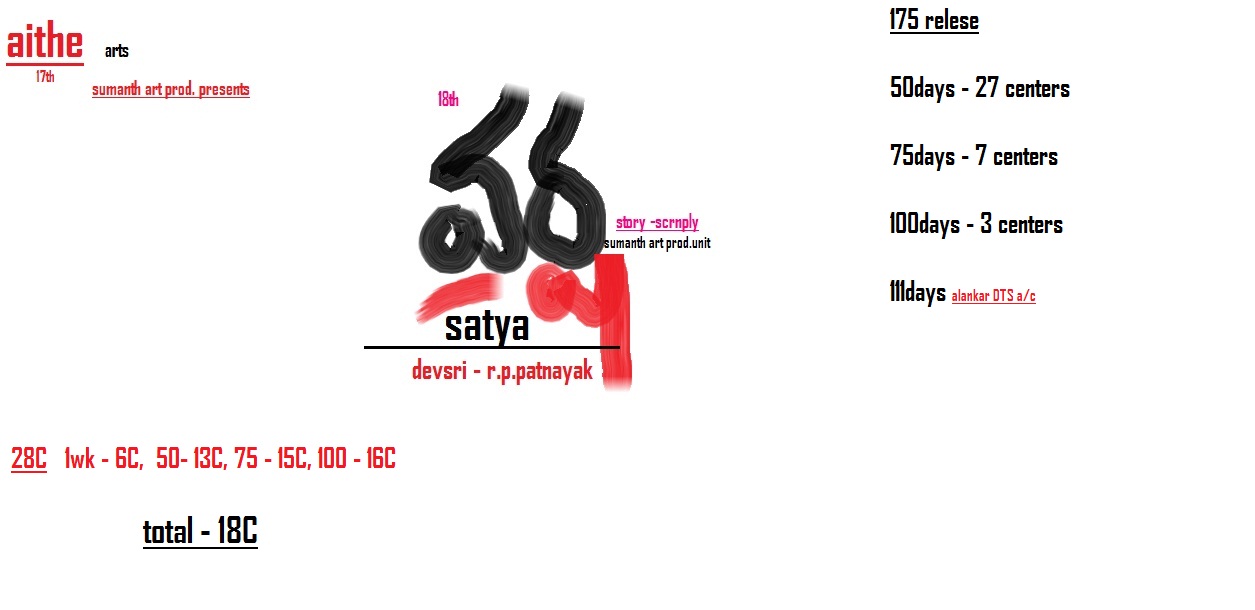 aithe arts
17th
sumanth art prod. presents
18th
story -scrnply
sumanth art prod.unit
satya
devsri - r.p.patnayak
175 relese
50days - 27 centers
75days - 7 centers
100days - 3 centers
111days alankar DTS a/c
28C 1wk - 6C, 50- 13C, 75 - 15C, 100 - 16C
total - 18C